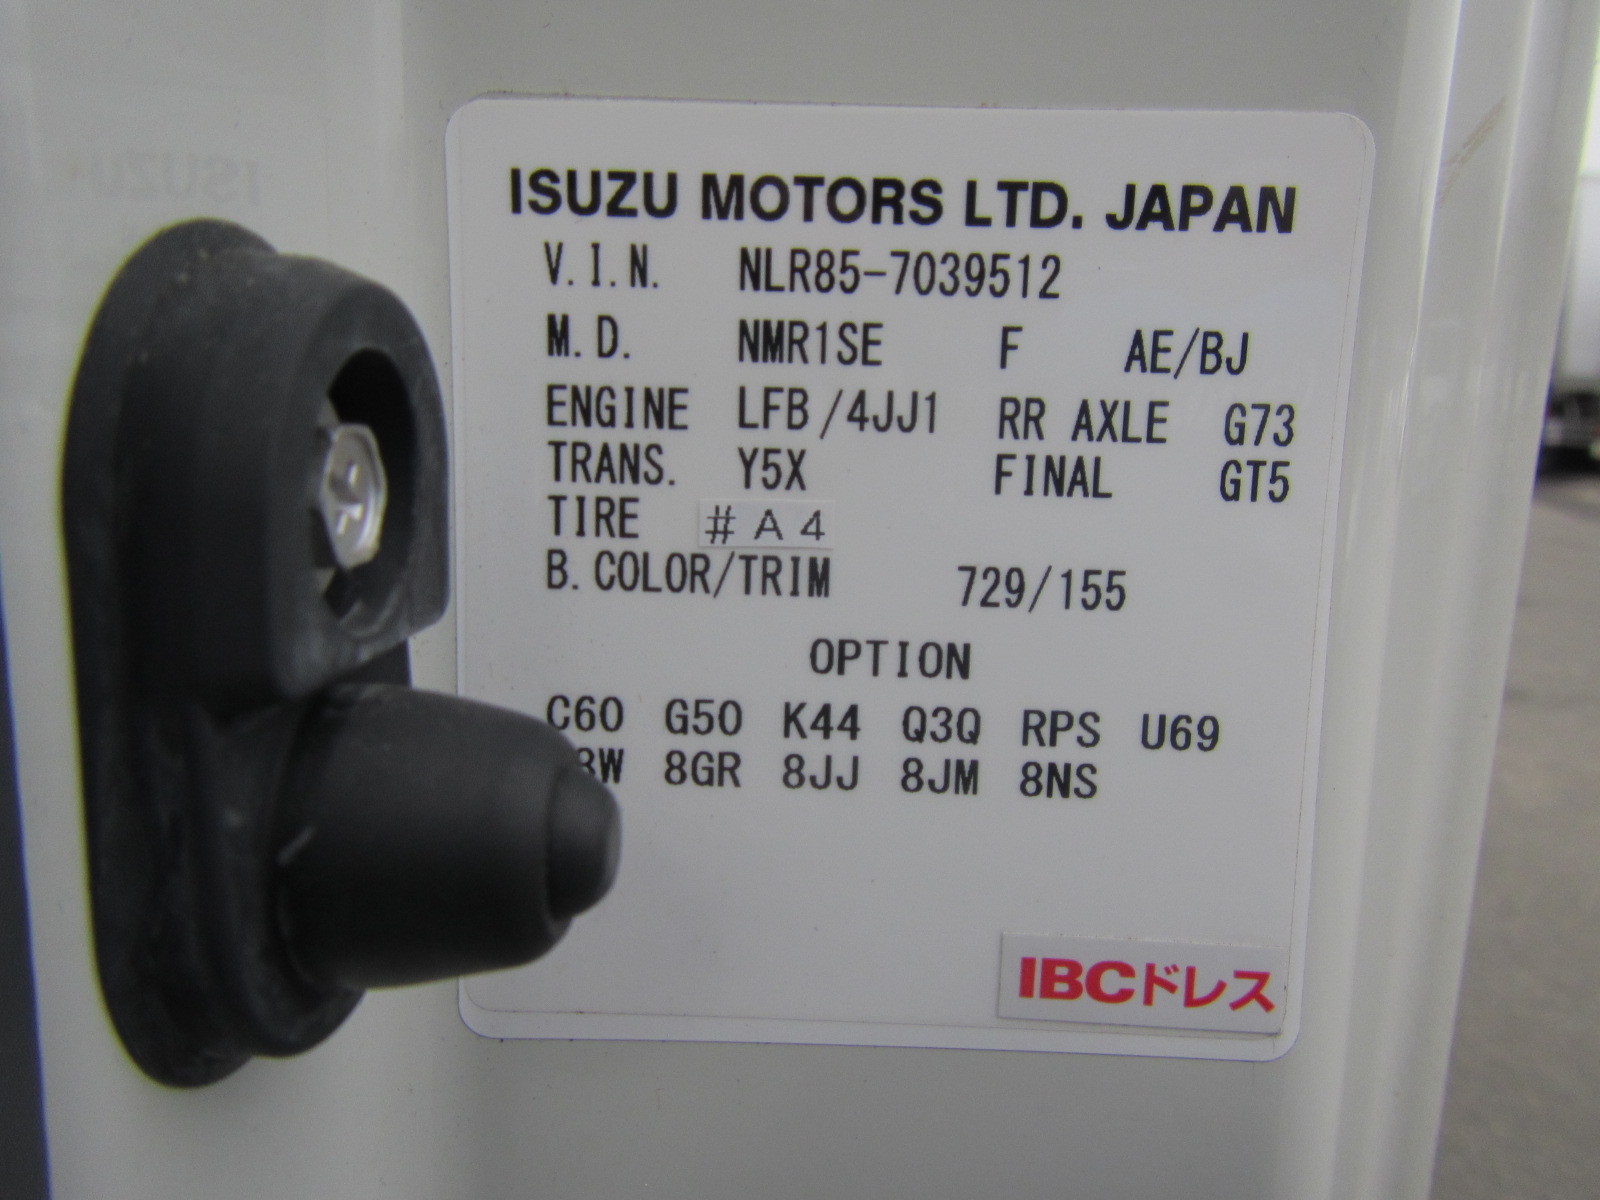 ISUZU MOTORS LTD. JAPAN
V.I.N. NLR85-7039512
M.D. NMR1SE F AE/BJ
ENGINE LFB/4JJ1 RR AXLE G73
TRANS. Y5X FINAL GT5
TIRE #A4
B.COLOR/TRIM 729/155
OPTION
C60 G50 K44 Q3Q RPS U69
8GR 8JJ 8JM 8NS
IBCドレス